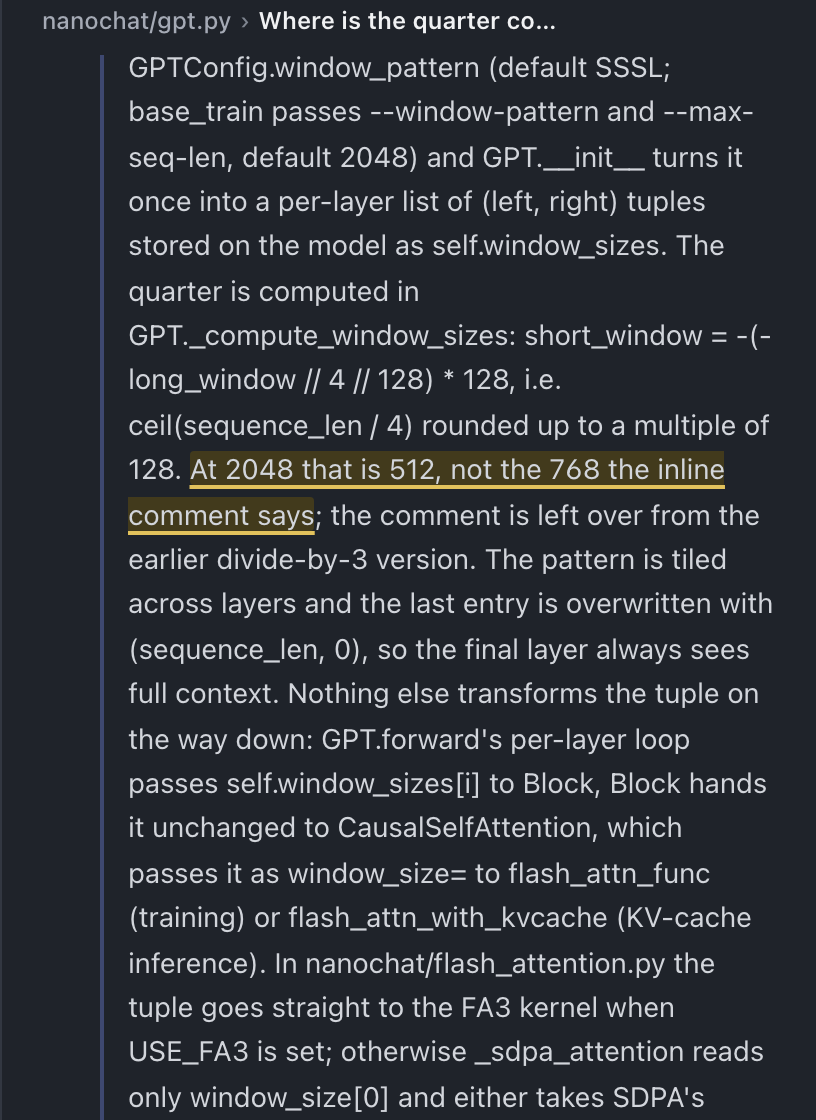 nanochat/gpt.py › Where is the quarter co...
GPTConfig.window_pattern (default SSSL;
base_train passes --window-pattern and --max-
seq-len, default 2048) and GPT.__init__ turns it
once into a per-layer list of (left, right) tuples
stored on the model as self.window_sizes. The
quarter is computed in
GPT._compute_window_sizes: short_window = -(-
long_window // 4 // 128) * 128, i.e.
ceil(sequence_len / 4) rounded up to a multiple of
128. At 2048 that is 512, not the 768 the inline
comment says; the comment is left over from the
earlier divide-by-3 version. The pattern is tiled
across layers and the last entry is overwritten with
(sequence_len, 0), so the final layer always sees
full context. Nothing else transforms the tuple on
the way down: GPT.forward's per-layer loop
passes self.window_sizes[i] to Block, Block hands
it unchanged to CausalSelfAttention, which
passes it as window_size= to flash_attn_func
(training) or flash_attn_with_kvcache (KV-cache
inference). In nanochat/flash_attention.py the
tuple goes straight to the FA3 kernel when
USE_FA3 is set; otherwise _sdpa_attention reads
only window_size[0] and either takes SDPA's